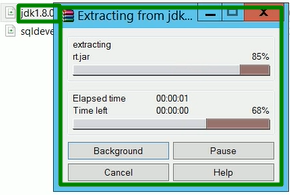 jdk1.8.0
sqldeve
Extracting from jdk...
extracting
rt.jar
85%
Elapsed time 00:00:01
Time left 00:00:00 68%
Background Pause
Cancel Help